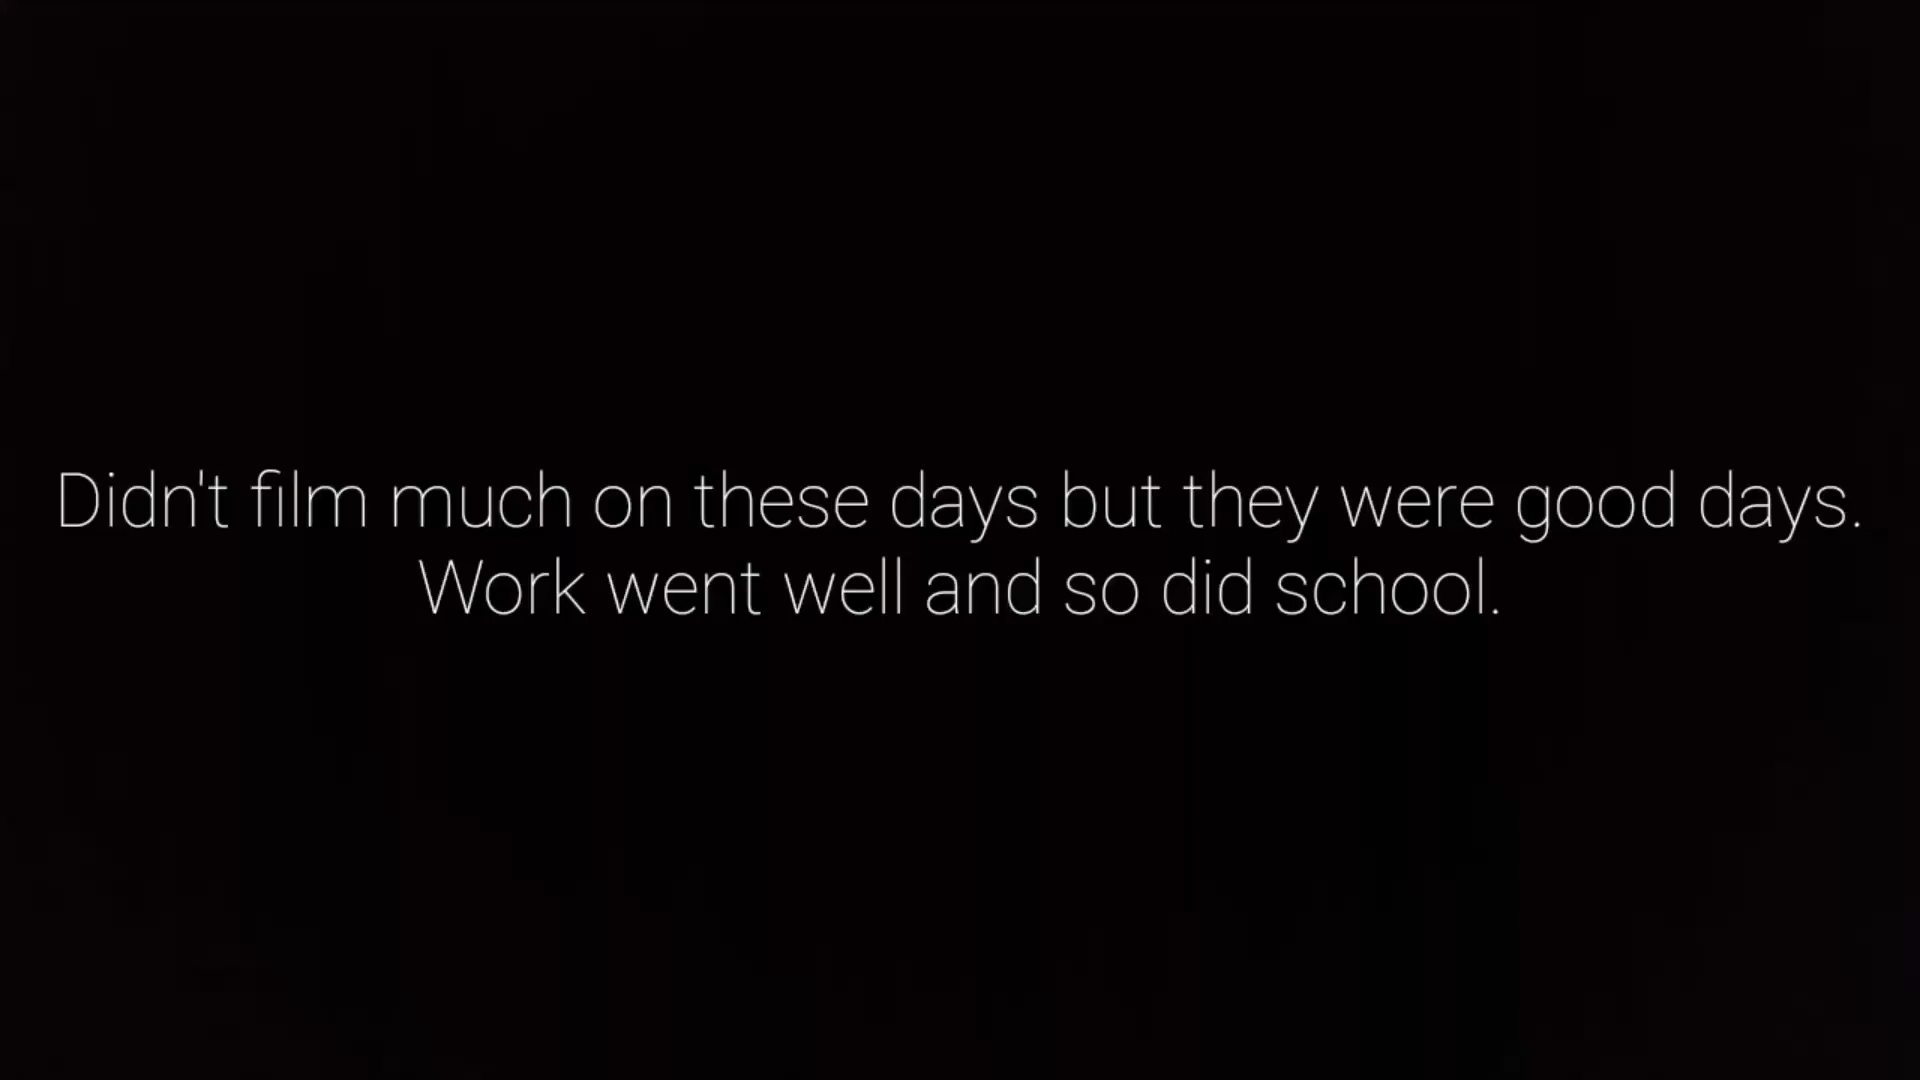 Didn't film much on these days but they were good days.
Work went well and so did school.